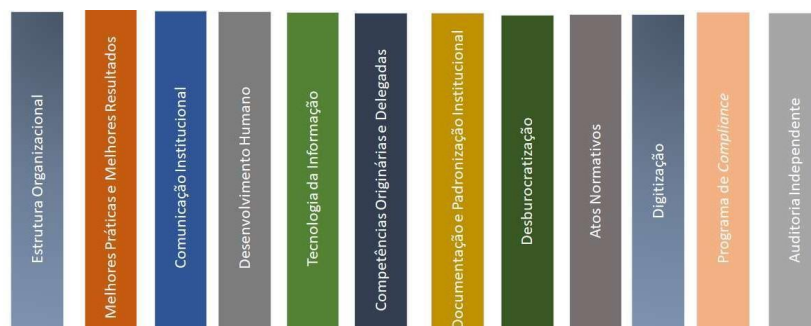 Estrutura Organizacional
Melhores Práticas e Melhores Resultados
Comunicação Institucional
Desenvolvimento Humano
Tecnologia da Informação
Competências Originárias e Delegadas
Documentação e Padronização Institucional
Desburocratização
Atos Normativos
Digitização
Programa de Compliance
Auditoria Independente